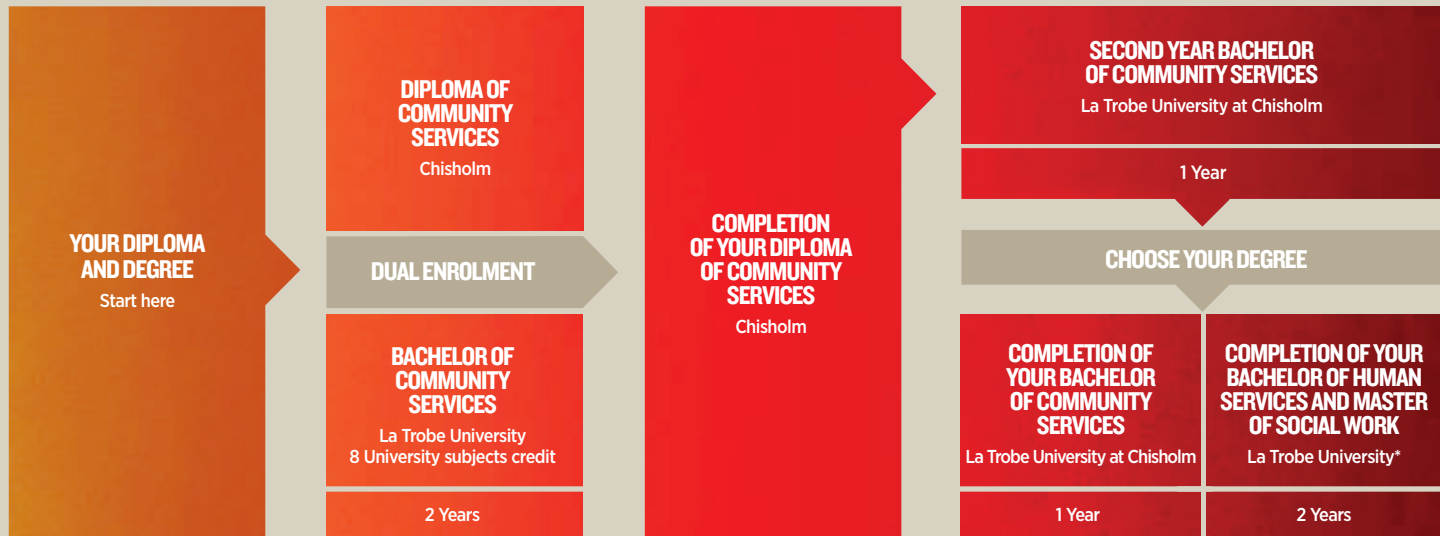 YOUR DIPLOMA
AND DEGREE
Start here
DIPLOMA OF
COMMUNITY
SERVICES
Chisholm
DUAL ENROLMENT
BACHELOR OF
COMMUNITY
SERVICES
La Trobe University
8 University subjects credit
2 Years
COMPLETION
OF YOUR DIPLOMA
OF COMMUNITY
SERVICES
Chisholm
SECOND YEAR BACHELOR
OF COMMUNITY SERVICES
La Trobe University at Chisholm
1 Year
CHOOSE YOUR DEGREE
COMPLETION OF
YOUR BACHELOR
OF COMMUNITY
SERVICES
La Trobe University at Chisholm
1 Year
COMPLETION OF YOUR
BACHELOR OF HUMAN
SERVICES AND MASTER
OF SOCIAL WORK
La Trobe University*
2 Years